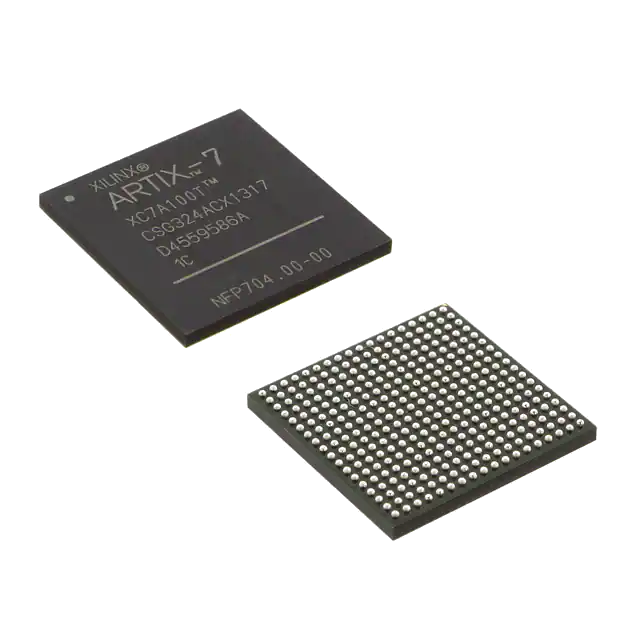 XILINX®
ARTIX™-7
XC7A100T™
CSG324ACX1317
D4559586A
1C
NFP704.00-00